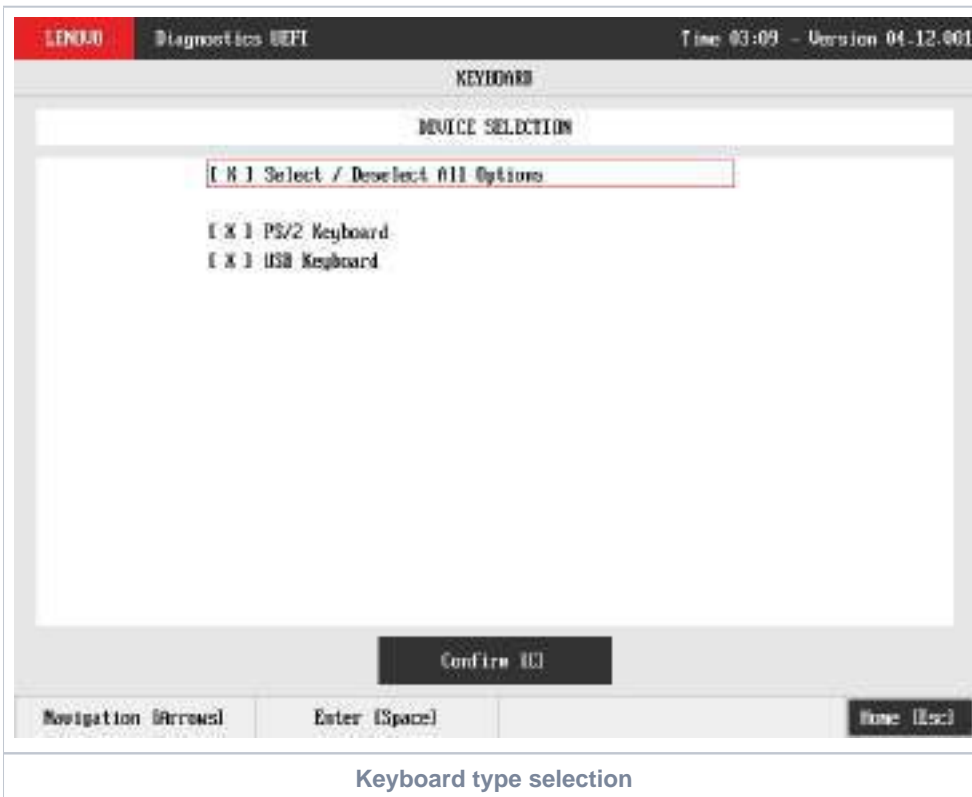 LENOVO Diagnostics UEFI Time 03:09 - Version 04.12.001
KEYBOARD
DEVICE SELECTION
[ X ] Select / Deselect All Options
[ X ] PS/2 Keyboard
[ X ] USB Keyboard
Confirm [C]
Navigation [Arrows] Enter [Space] Home [Esc]
Keyboard type selection